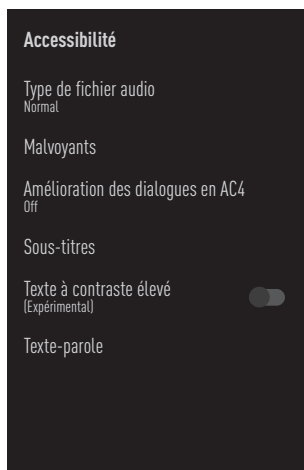 Accessibilité
Type de fichier audio
Normal
Malvoyants
Amélioration des dialogues en AC4
Off
Sous-titres
Texte à contraste élevé
(Expérimental)
Texte-parole